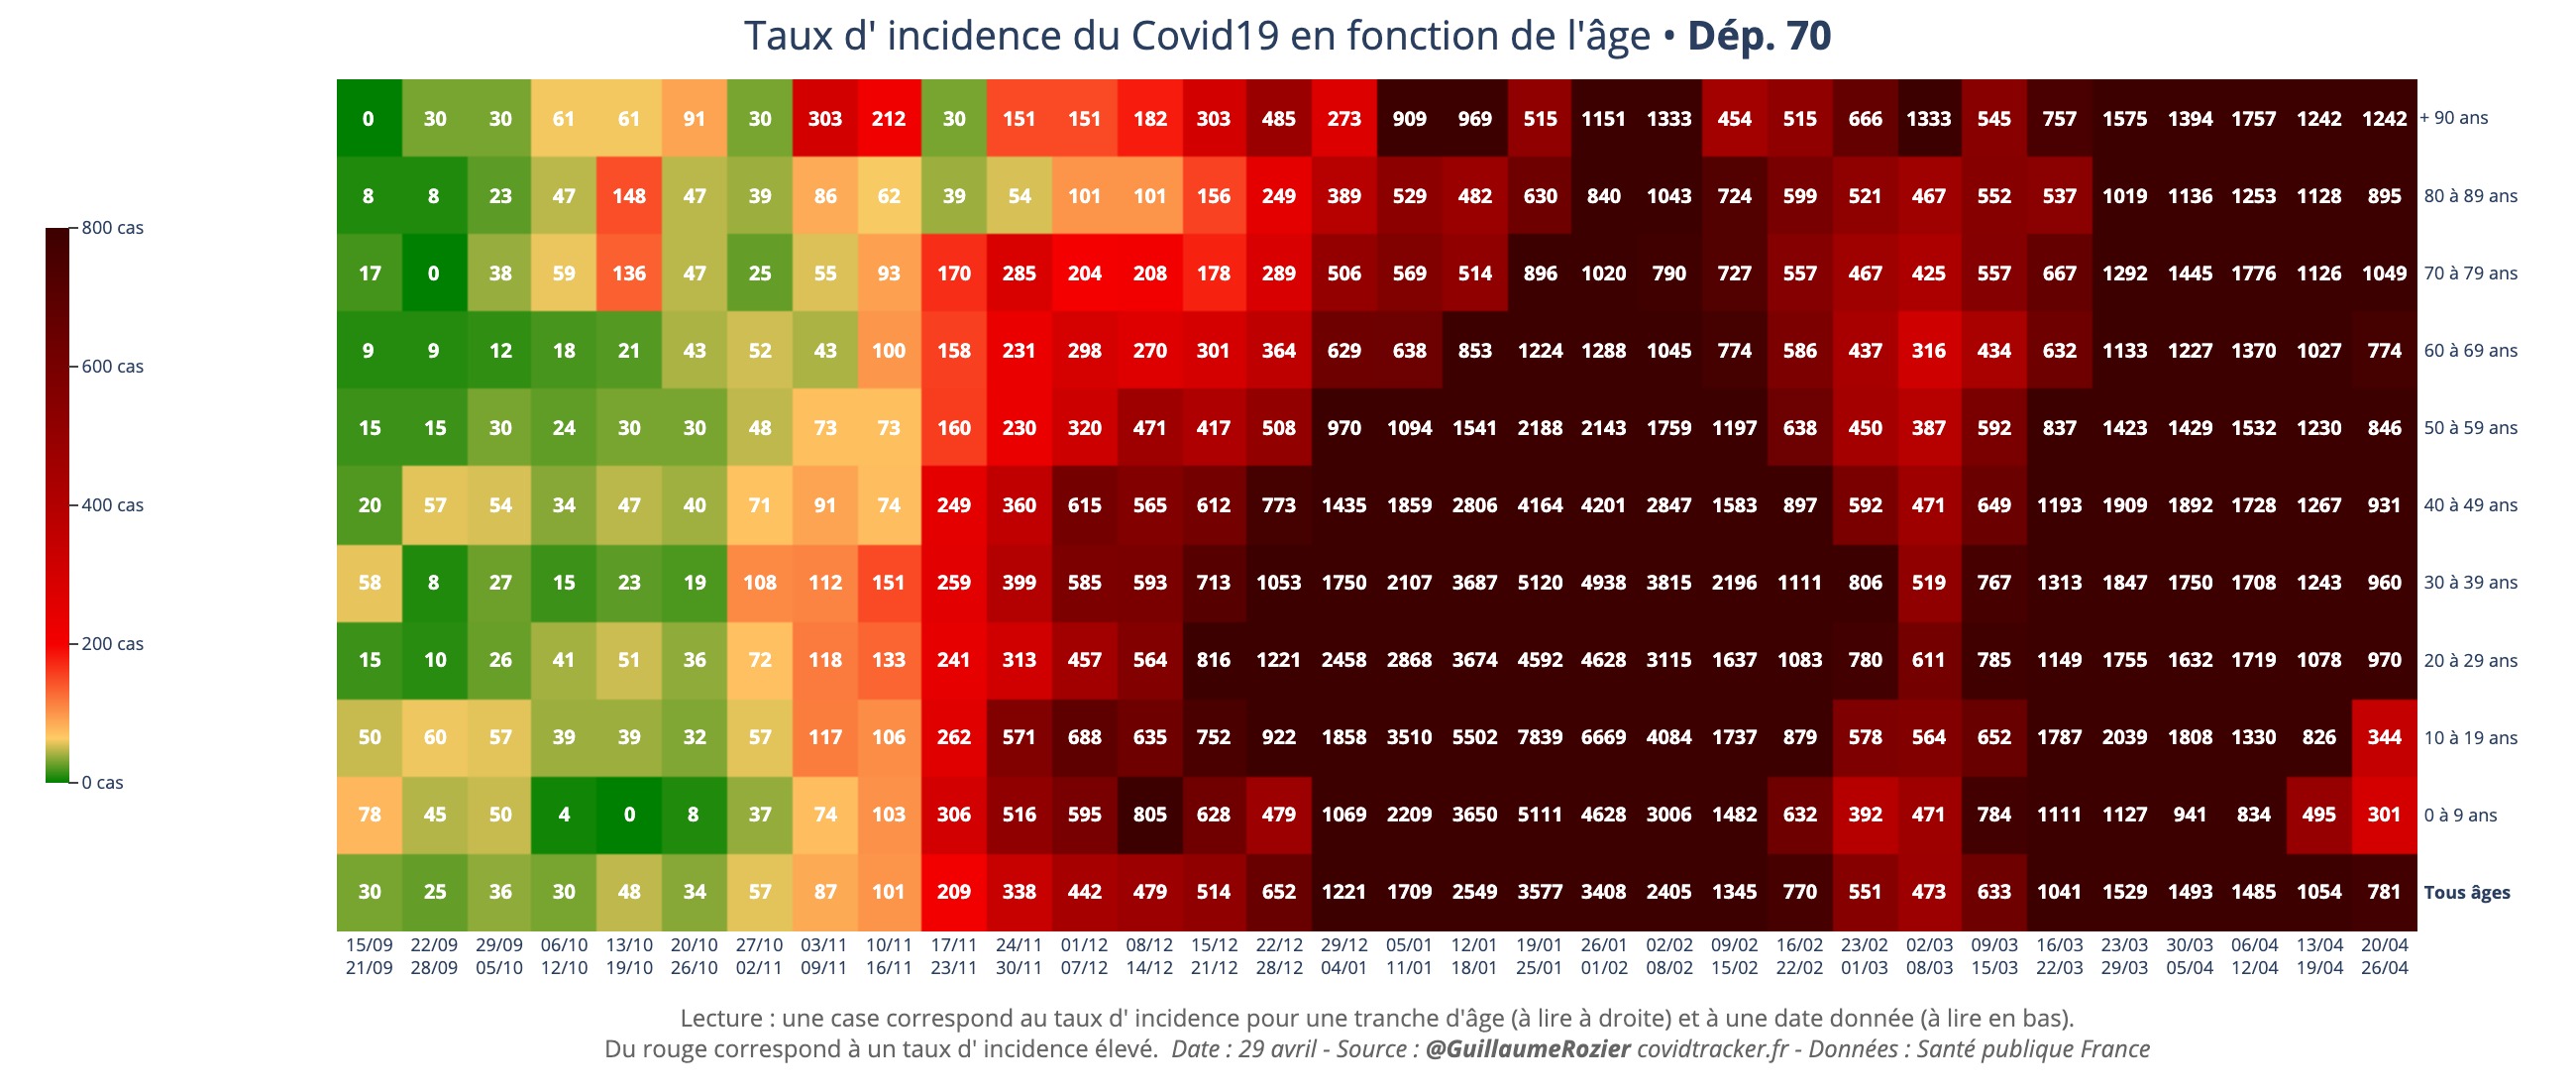 Taux d' incidence du Covid19 en fonction de l'âge • Dép. 70
0 30 30 61 61 91 30 303 212 30 151 151 182 303 485 273 909 969 515 1151 1333 454 515 666 1333 545 757 1575 1394 1757 1242 1242 + 90 ans
8 8 23 47 148 47 39 86 62 39 54 101 101 156 249 389 529 482 630 840 1043 724 599 521 467 552 537 1019 1136 1253 1128 895 80 à 89 ans
800 cas
17 0 38 59 136 47 25 55 93 170 285 204 208 178 289 506 569 514 896 1020 790 727 557 467 425 557 667 1292 1445 1776 1126 1049 70 à 79 ans
9 9 12 18 21 43 52 43 100 158 231 298 270 301 364 629 638 853 1224 1288 1045 774 586 437 316 434 632 1133 1227 1370 1027 774 60 à 69 ans
600 cas
15 15 30 24 30 30 48 73 73 160 230 320 471 417 508 970 1094 1541 2188 2143 1759 1197 638 450 387 592 837 1423 1429 1532 1230 846 50 à 59 ans
400 cas
20 57 54 34 47 40 71 91 74 249 360 615 565 612 773 1435 1859 2806 4164 4201 2847 1583 897 592 471 649 1193 1909 1892 1728 1267 931 40 à 49 ans
58 8 27 15 23 19 108 112 151 259 399 585 593 713 1053 1750 2107 3687 5120 4938 3815 2196 1111 806 519 767 1313 1847 1750 1708 1243 960 30 à 39 ans
200 cas
15 10 26 41 51 36 72 118 133 241 313 457 564 816 1221 2458 2868 3674 4592 4628 3115 1637 1083 780 611 785 1149 1755 1632 1719 1078 970 20 à 29 ans
50 60 57 39 39 32 57 117 106 262 571 688 635 752 922 1858 3510 5502 7839 6669 4084 1737 879 578 564 652 1787 2039 1808 1330 826 344 10 à 19 ans
0 cas
78 45 50 4 0 8 37 74 103 306 516 595 805 628 479 1069 2209 3650 5111 4628 3006 1482 632 392 471 784 1111 1127 941 834 495 301 0 à 9 ans
30 25 36 30 48 34 57 87 101 209 338 442 479 514 652 1221 1709 2549 3577 3408 2405 1345 770 551 473 633 1041 1529 1493 1485 1054 781 Tous âges
15/09 22/09 29/09 06/10 13/10 20/10 27/10 03/11 10/11 17/11 24/11 01/12 08/12 15/12 22/12 29/12 05/01 12/01 19/01 26/01 02/02 09/02 16/02 23/02 02/03 09/03 16/03 23/03 30/03 06/04 13/04 20/04
21/09 28/09 05/10 12/10 19/10 26/10 02/11 09/11 16/11 23/11 30/11 07/12 14/12 21/12 28/12 04/01 11/01 18/01 25/01 01/02 08/02 15/02 22/02 01/03 08/03 15/03 22/03 29/03 05/04 12/04 19/04 26/04
Lecture : une case correspond au taux d' incidence pour une tranche d'âge (à lire à droite) et à une date donnée (à lire en bas).
Du rouge correspond à un taux d' incidence élevé. Date : 29 avril - Source : @GuillaumeRozier covidtracker.fr - Données : Santé publique France